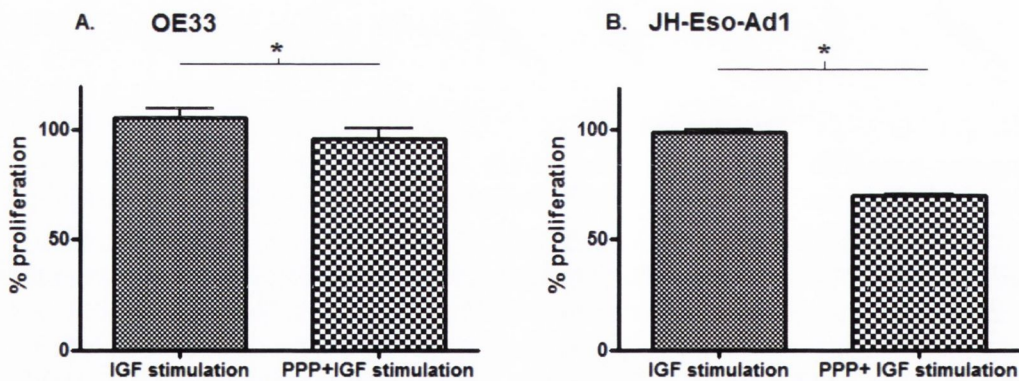 A. OE33
*
% proliferation
100
50
0
IGF stimulation PPP+IGF stimulation
B. JH-Eso-Ad1
*
% proliferation
100
50
0
IGF stimulation PPP+ IGF stimulation